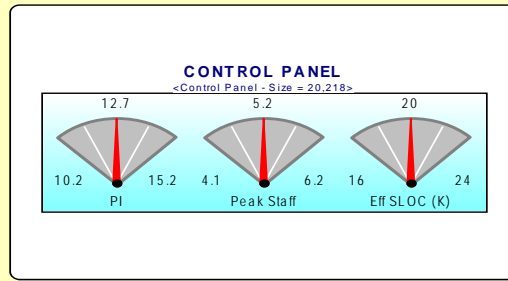 CONTROL PANEL
<Control Panel - Size = 20,218>
12.7 5.2 20
10.2 15.2 4.1 6.2 16 24
PI Peak Staff Eff SLOC (K)